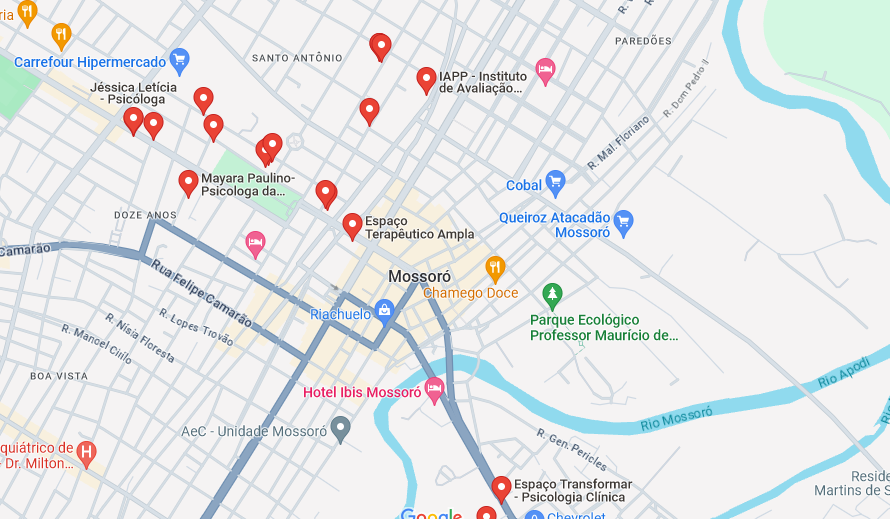 ria
Carrefour Hipermercado
SANTO ANTÔNIO
PAREDÕES
IAPP - Instituto
de Avaliação...
Jéssica Letícia
- Psicóloga
R. Dom Pedro II
R. Mal. Floriano
Mayara Paulino-
Psicologa da...
Cobal
Queiroz Atacadão
Mossoró
DOZE ANOS
Espaço
Terapêutico Ampla
Camarão
Rua Felipe Camarão
Mossoró
Chamego Doce
Riachuelo
Parque Ecológico
Professor Maurício de...
R. Lopes Trovão
R. Nísia Floresta
R. Manoel Cirilo
BOA VISTA
Rio Apodi
Hotel Ibis Mossoró
Rio Mossoró
AeC - Unidade Mossoró
R. Gen. Péricles
quiátrico de
- Dr. Milton...
H
Espaço Transformar
- Psicologia Clínica
Reside
Martins de S
Google
Chevrolet